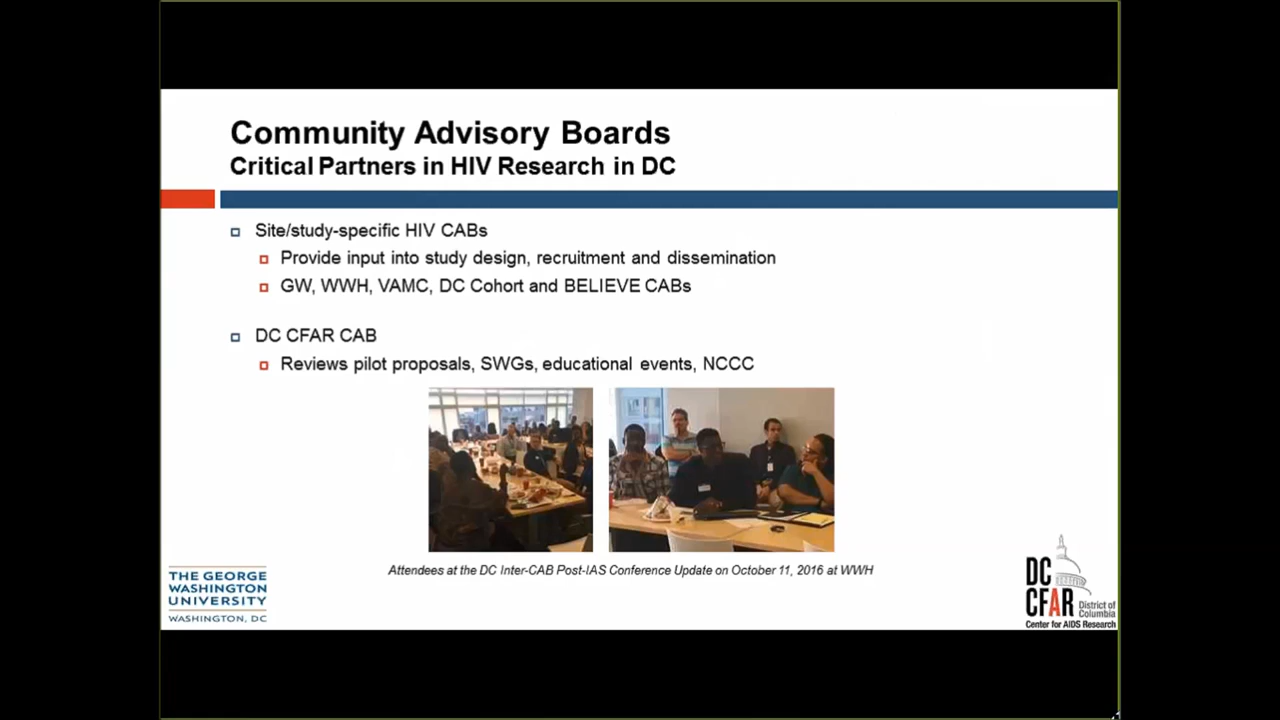 Community Advisory Boards
Critical Partners in HIV Research in DC
Site/study-specific HIV CABs
Provide input into study design, recruitment and dissemination
GW, WWH, VAMC, DC Cohort and BELIEVE CABs
DC CFAR CAB
Reviews pilot proposals, SWGs, educational events, NCCC
Attendees at the DC Inter-CAB Post-IAS Conference Update on October 11, 2016 at WWH
THE GEORGE
WASHINGTON
UNIVERSITY
WASHINGTON, DC
DC
CFAR
District of
Columbia
Center for AIDS Research